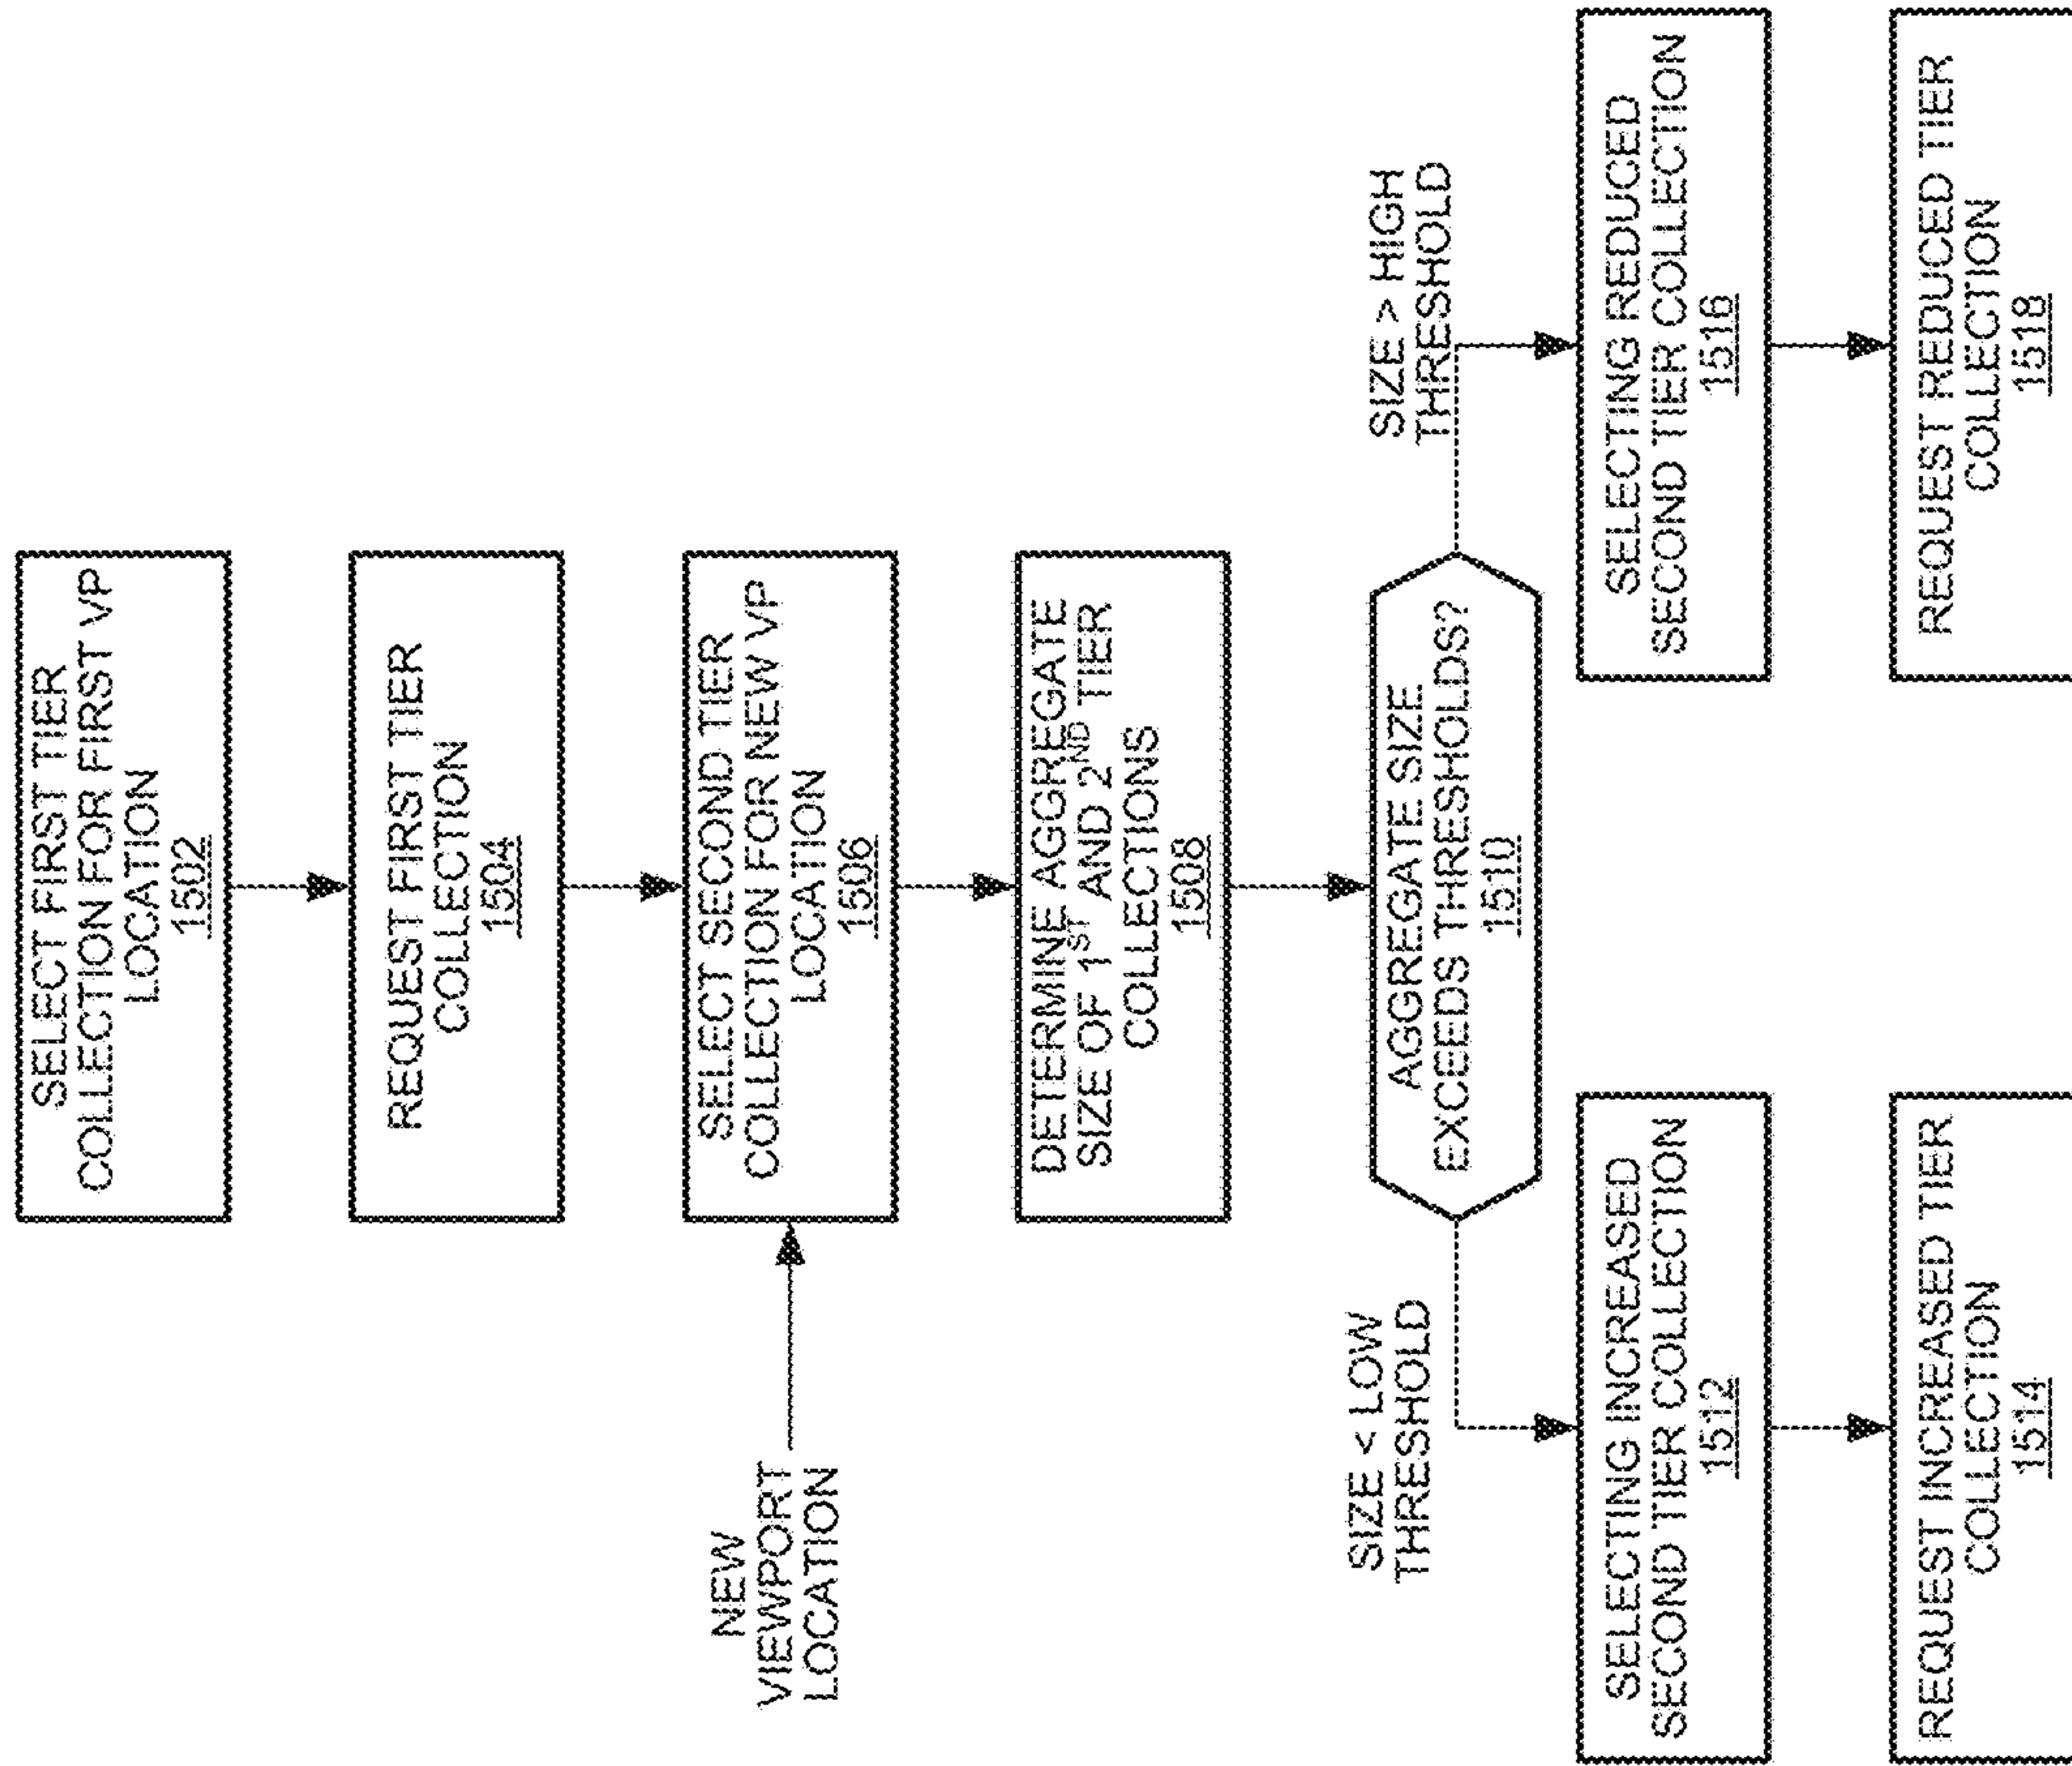 SELECT FIRST TIER
COLLECTION FOR FIRST VP
LOCATION
1502
REQUEST FIRST TIER
COLLECTION
1504
NEW
VIEWPORT
LOCATION
SELECT SECOND TIER
COLLECTION FOR NEW VP
LOCATION
1506
DETERMINE AGGREGATE
SIZE OF 1ST AND 2ND TIER
COLLECTIONS
1508
AGGREGATE SIZE
EXCEEDS THRESHOLDS?
1510
SIZE < LOW
THRESHOLD
SIZE > HIGH
THRESHOLD
SELECTING INCREASED
SECOND TIER COLLECTION
1512
SELECTING REDUCED
SECOND TIER COLLECTION
1516
REQUEST INCREASED TIER
COLLECTION
1514
REQUEST REDUCED TIER
COLLECTION
1518